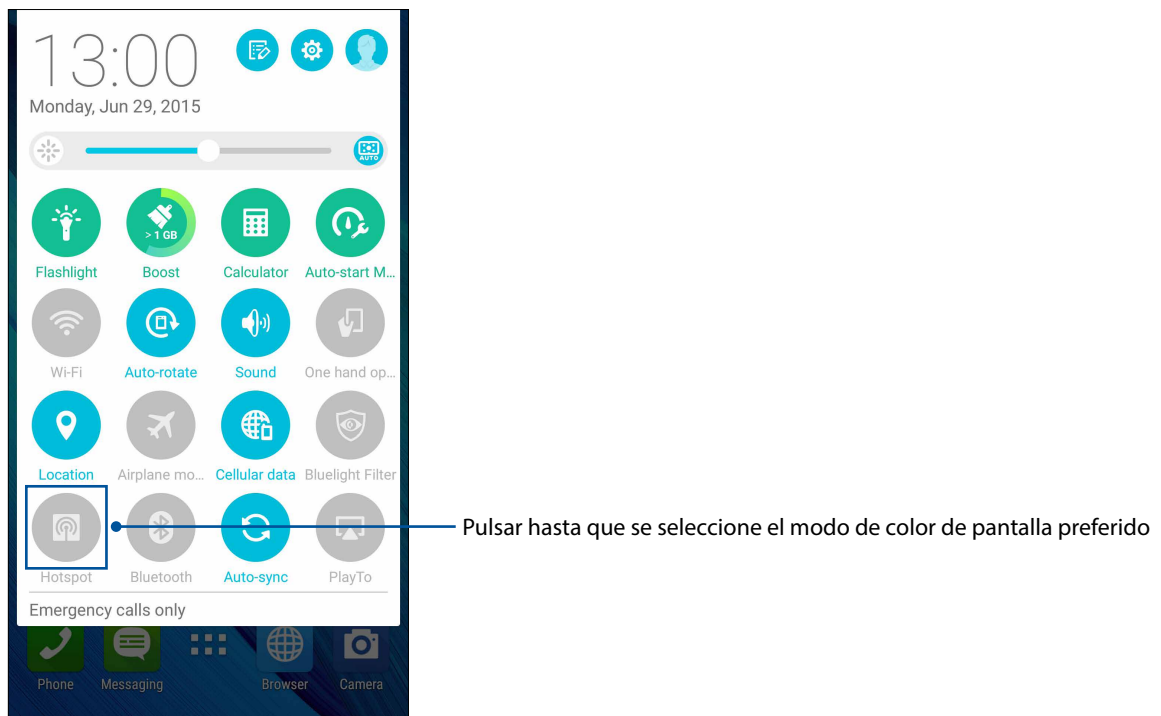 13:00
Monday, Jun 29, 2015
AUTO
> 1 GB
Flashlight Boost Calculator Auto-start M...
Wi-Fi Auto-rotate Sound One hand op...
Location Airplane mo... Cellular data Bluelight Filter
Pulsar hasta que se seleccione el modo de color de pantalla preferido
Hotspot Bluetooth Auto-sync PlayTo
Emergency calls only
Phone Messaging Browser Camera